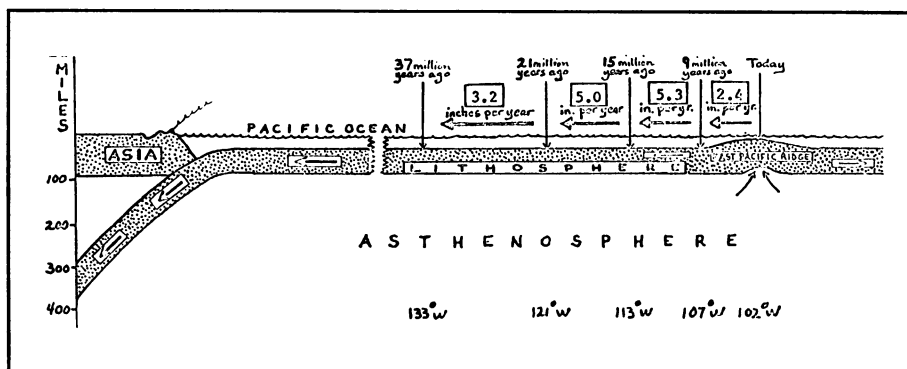 MILES
37 million years ago
21 million years ago
15 million years ago
9 million years ago
Today
3.2 inches per year
5.0 in. per year
5.3 in. per yr.
2.4 in. per yr.
PACIFIC OCEAN
ASIA
LITHOSPHERE
EAST PACIFIC RIDGE
100
200
300
400
ASTHENOSPHERE
133°W
121°W
113°W
107°W
102°W